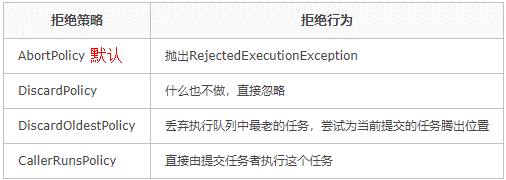 拒绝策略 拒绝行为
AbortPolicy 默认 抛出RejectedExecutionException
DiscardPolicy 什么也不做，直接忽略
DiscardOldestPolicy 丢弃执行队列中最老的任务，尝试为当前提交的任务腾出位置
CallerRunsPolicy 直接由提交任务者执行这个任务